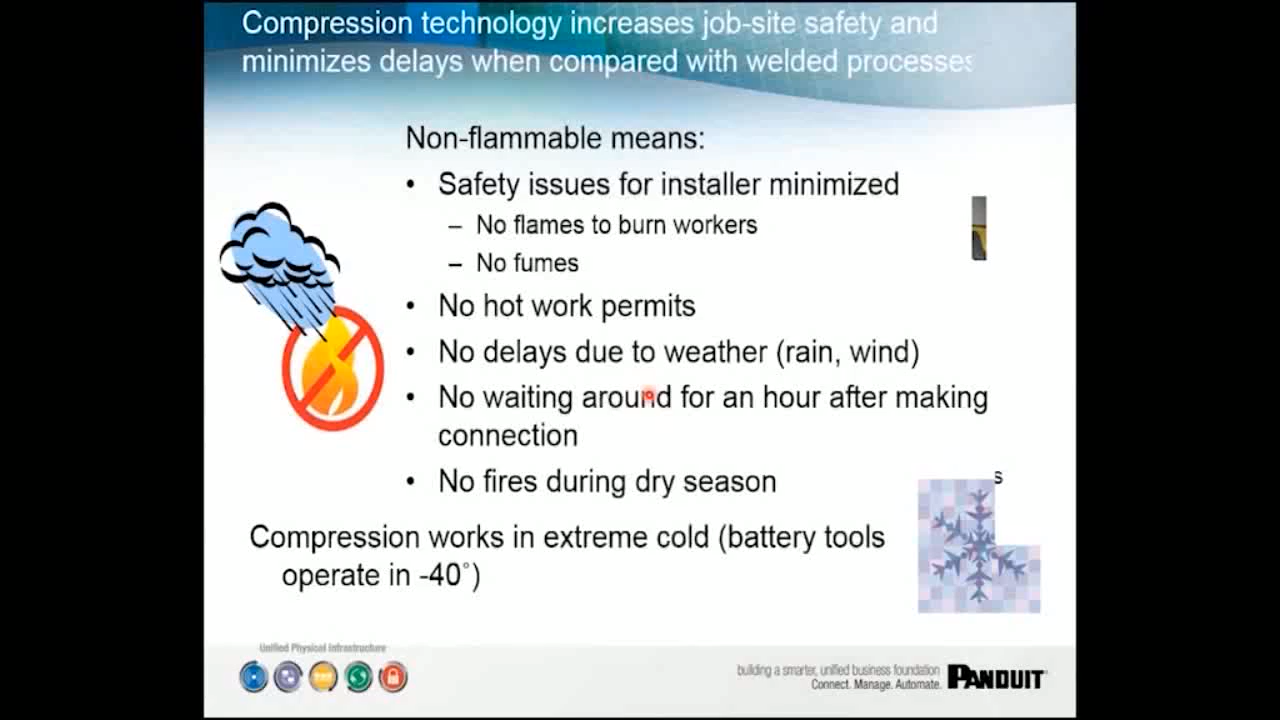 Compression technology increases job-site safety and
minimizes delays when compared with welded processes
Non-flammable means:
• Safety issues for installer minimized
– No flames to burn workers
– No fumes
• No hot work permits
• No delays due to weather (rain, wind)
• No waiting around for an hour after making
connection
• No fires during dry season
s
Compression works in extreme cold (battery tools
operate in -40˚)
Unified Physical Infrastructure
building a smarter, unified business foundation
Connect. Manage. Automate.
PANDUIT